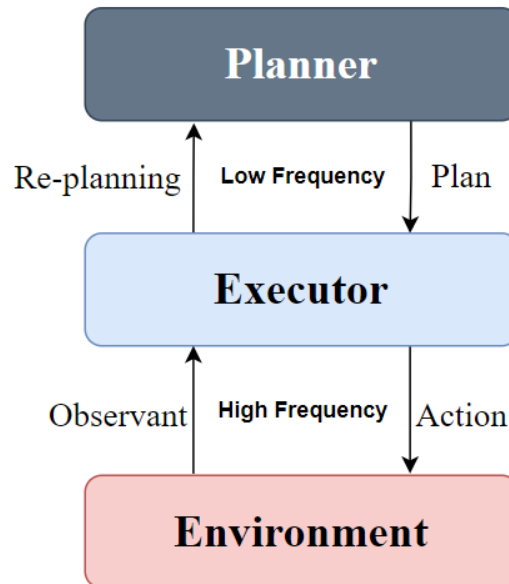 Planner
Re-planning Low Frequency Plan
Executor
Observant High Frequency Action
Environment